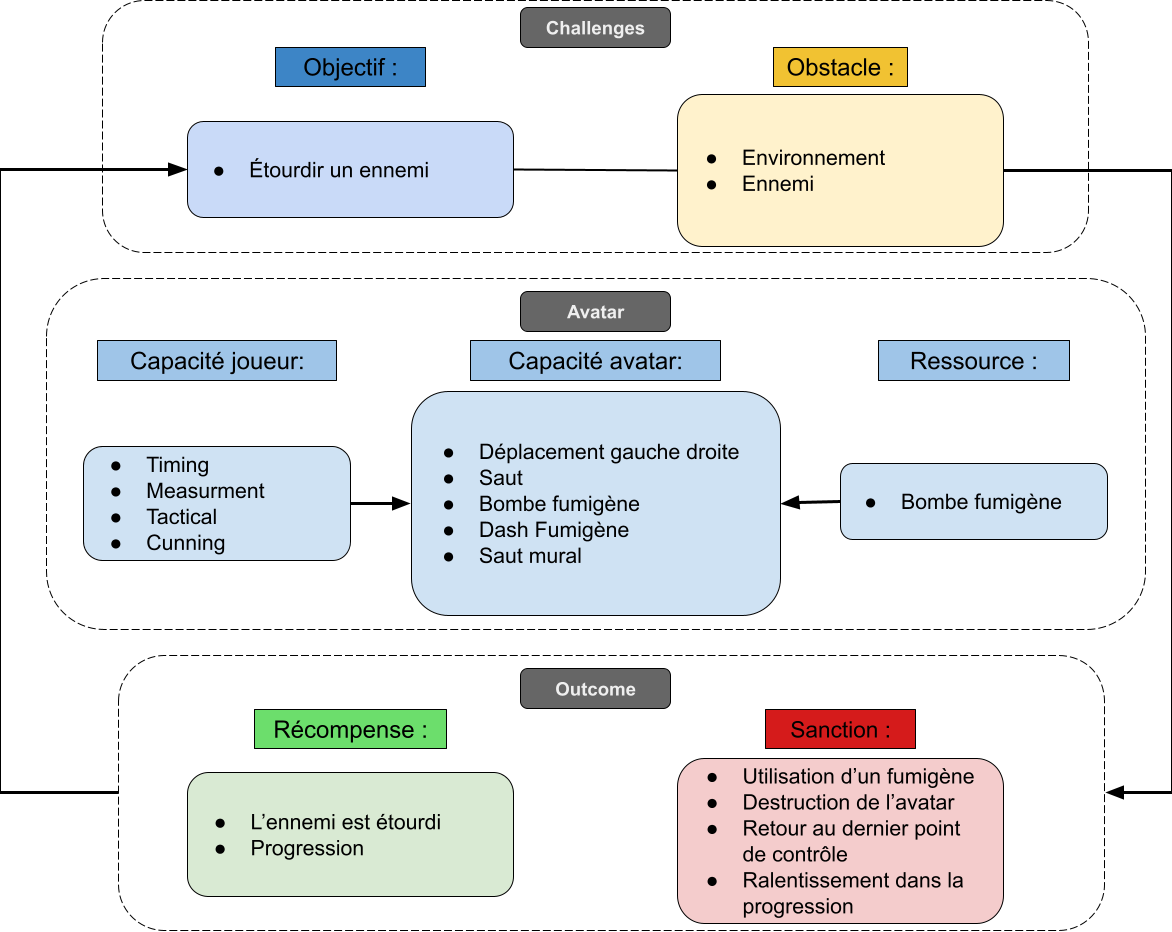 Challenges
Objectif :
Obstacle :
● Étourdir un ennemi
● Environnement
● Ennemi
Avatar
Capacité joueur:
Capacité avatar:
Ressource :
● Timing
● Measurment
● Tactical
● Cunning
● Déplacement gauche droite
● Saut
● Bombe fumigène
● Dash Fumigène
● Saut mural
● Bombe fumigène
Outcome
Récompense :
Sanction :
● L’ennemi est étourdi
● Progression
● Utilisation d’un fumigène
● Destruction de l’avatar
● Retour au dernier point
de contrôle
● Ralentissement dans la
progression